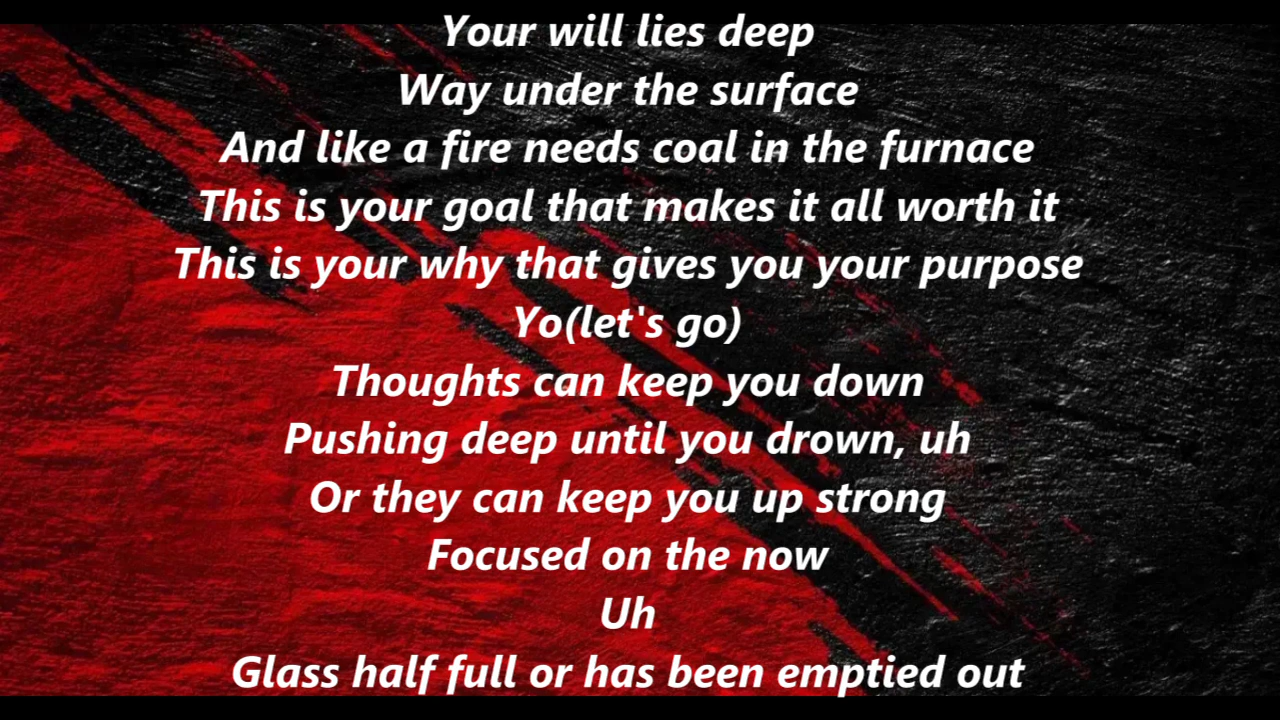 Your will lies deep
Way under the surface
And like a fire needs coal in the furnace
This is your goal that makes it all worth it
This is your why that gives you your purpose
Yo(let's go)
Thoughts can keep you down
Pushing deep until you drown, uh
Or they can keep you up strong
Focused on the now
Uh
Glass half full or has been emptied out